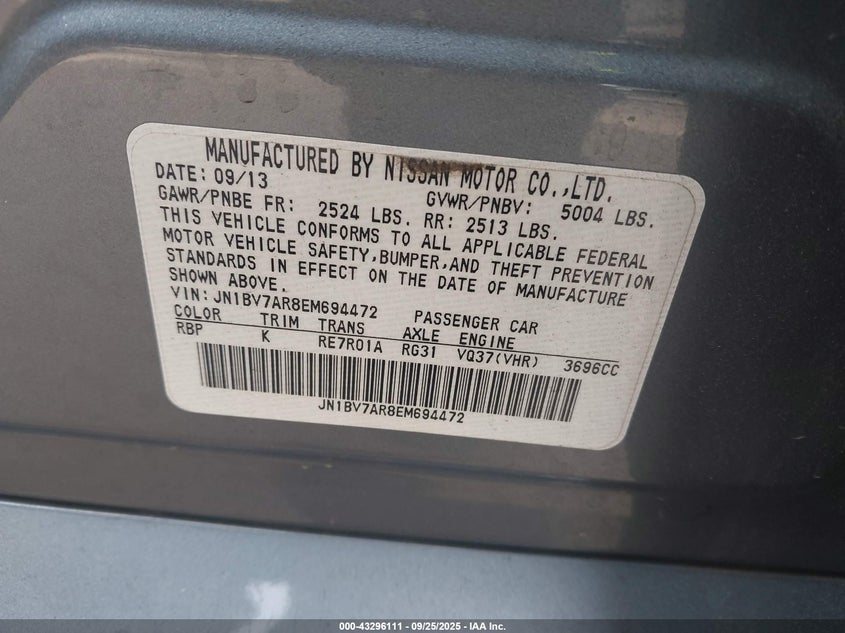 MANUFACTURED BY NISSAN MOTOR CO.,LTD.
DATE: 09/13 GVWR/PNBV: 5004 LBS.
GAWR/PNBE FR: 2524 LBS. RR: 2513 LBS.
THIS VEHICLE CONFORMS TO ALL APPLICABLE FEDERAL
MOTOR VEHICLE SAFETY,BUMPER,AND THEFT PREVENTION
STANDARDS IN EFFECT ON THE DATE OF MANUFACTURE
SHOWN ABOVE.
VIN:JN1BV7AR8EM694472 PASSENGER CAR
COLOR TRIM TRANS AXLE ENGINE
RBP K RE7R01A RG31 VQ37(VHR) 3696CC
JN1BV7AR8EM694472
000-43296111 - 09/25/2025 - IAA Inc.